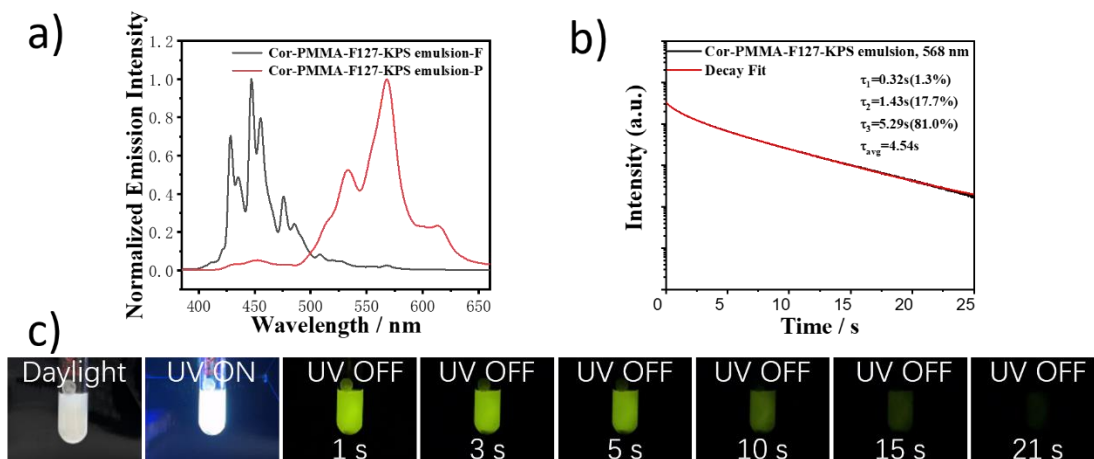 a)
Normalized Emission Intensity
1.2
1.0
0.8
0.6
0.4
0.2
0.0
Cor-PMMA-F127-KPS emulsion-F
Cor-PMMA-F127-KPS emulsion-P
400 450 500 550 600 650
Wavelength / nm
b)
Intensity (a.u.)
Cor-PMMA-F127-KPS emulsion, 568 nm
Decay Fit
τ₁=0.32s(1.3%)
τ₂=1.43s(17.7%)
τ₃=5.29s(81.0%)
τavg=4.54s
0 5 10 15 20 25
Time / s
c)
Daylight UV ON UV OFF UV OFF UV OFF UV OFF UV OFF UV OFF
1 s 3 s 5 s 10 s 15 s 21 s